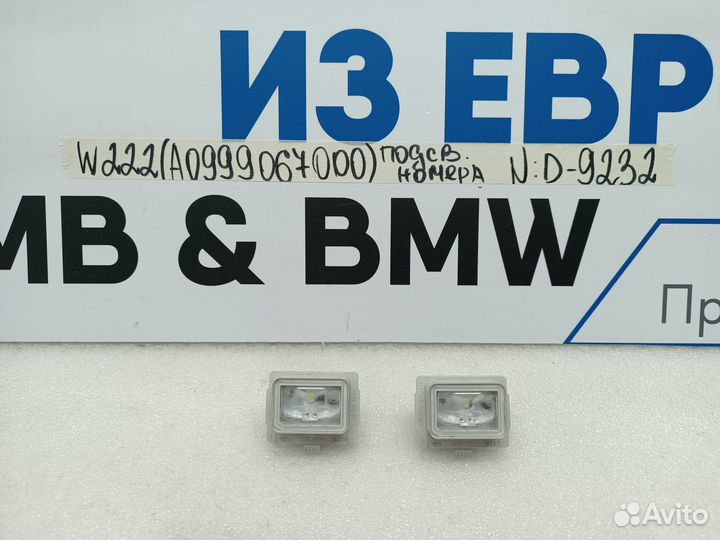 ИЗ ЕВР
W222(A0999067000) подсв. номера N:D-9232
MB & BMW
Пр
Avito